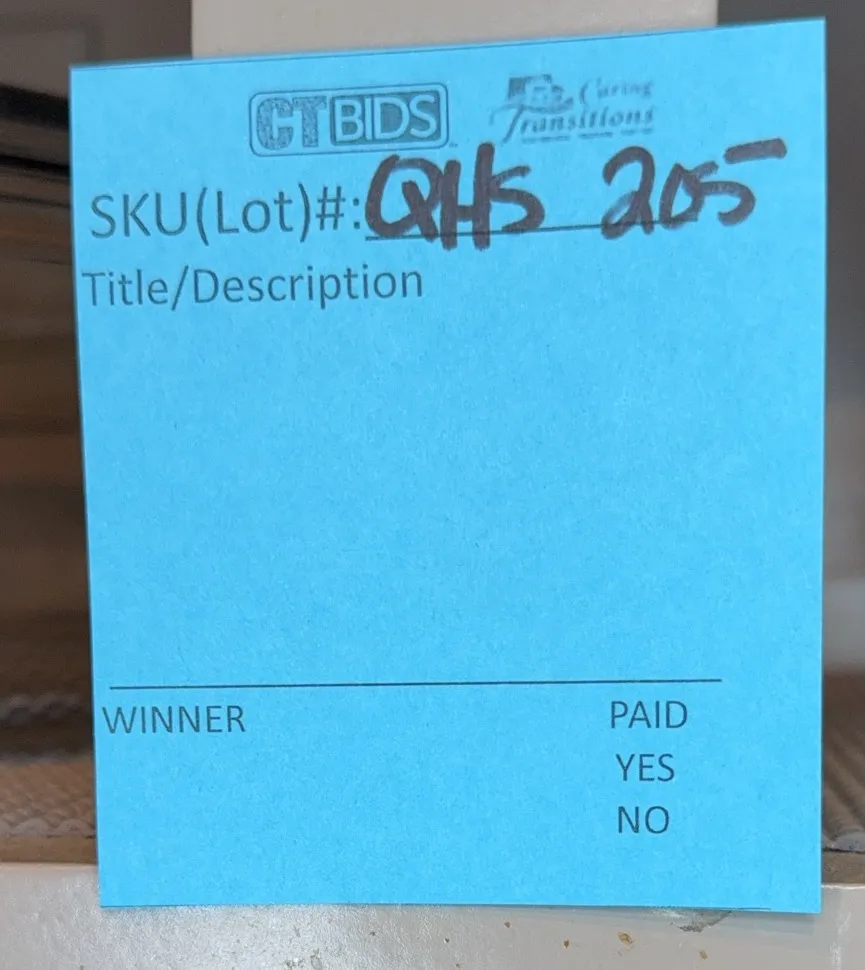 CTBIDS
Caring
Transitions
SKU(Lot)#: QHS 205
Title/Description
WINNER PAID
YES
NO